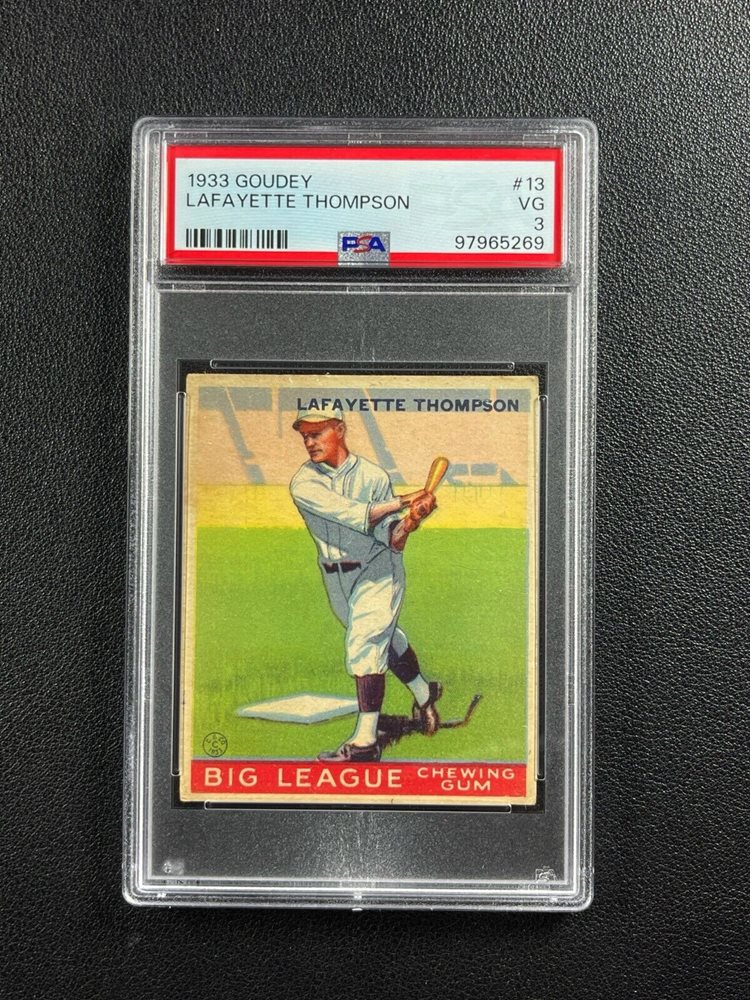 1933 GOUDEY #13
LAFAYETTE THOMPSON VG
3
PSA 97965269
LAFAYETTE THOMPSON
BIG LEAGUE CHEWING GUM